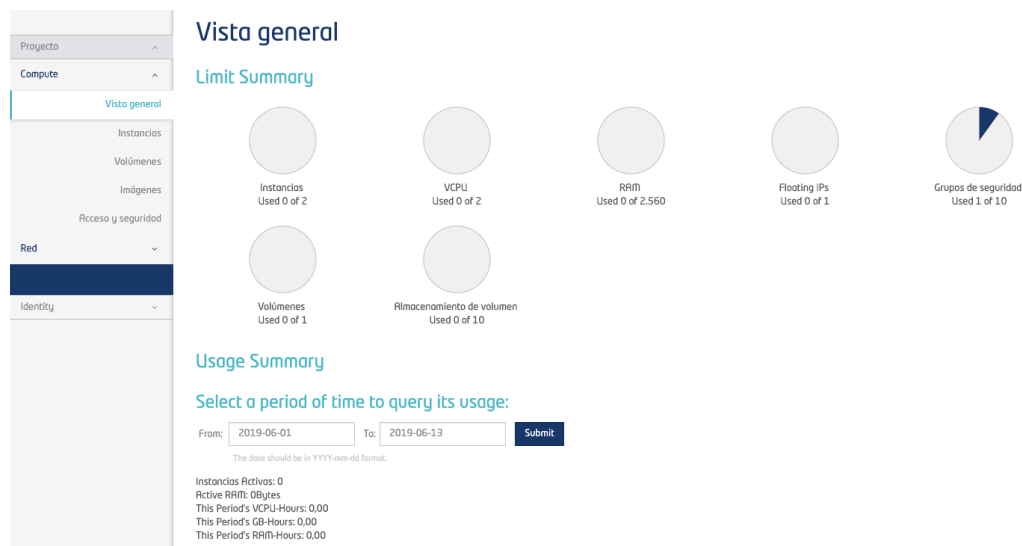 Vista general
Proyecto
Compute
Vista general
Instancias
Volúmenes
Imágenes
Acceso y seguridad
Red
Identity
Limit Summary
Instancias
Used 0 of 2
VCPU
Used 0 of 2
RAM
Used 0 of 2.560
Floating IPs
Used 0 of 1
Grupos de seguridad
Used 1 of 10
Volúmenes
Used 0 of 1
Almacenamiento de volumen
Used 0 of 10
Usage Summary
Select a period of time to query its usage:
From: 2019-06-01 To: 2019-06-13 Submit
The date should be in YYYY-mm-dd format.
Instancias Activas: 0
Active RAM: 0Bytes
This Period's VCPU-Hours: 0,00
This Period's GB-Hours: 0,00
This Period's RAM-Hours: 0,00